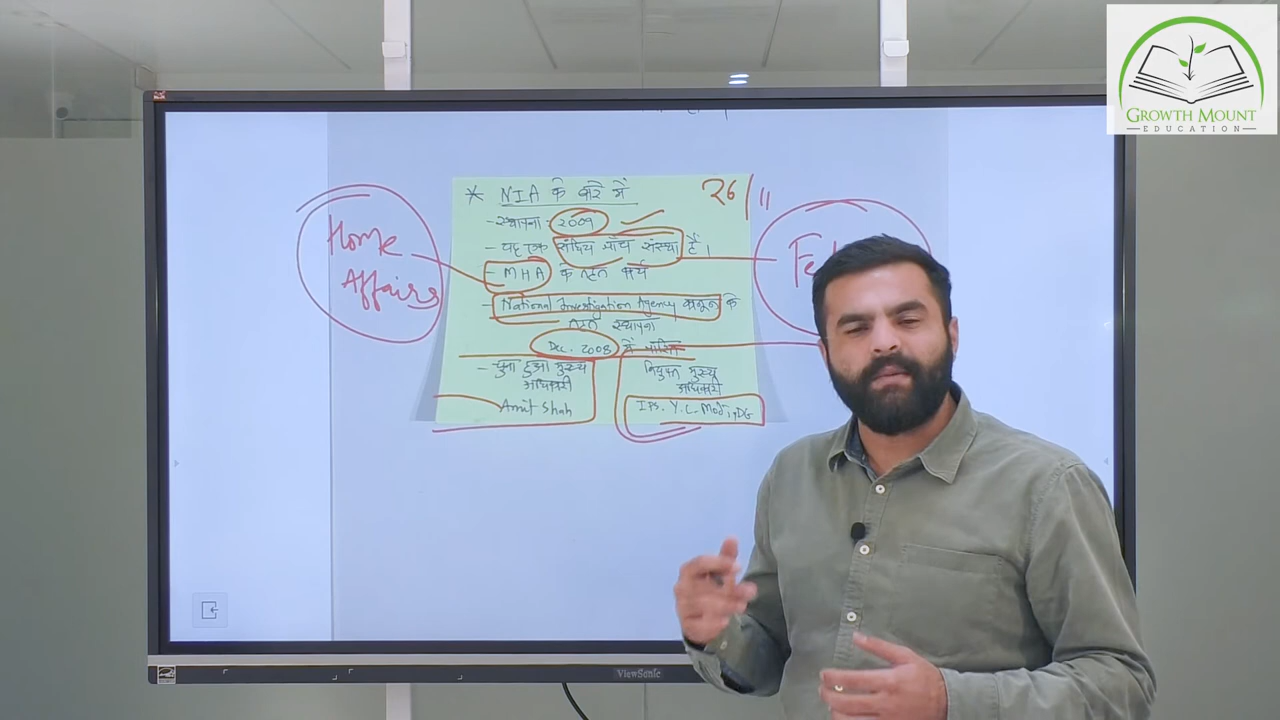 * NIA के बारे में
26/11
- स्थापना - 2009
- यह एक संघीय जाँच संस्था है।
- MHA के तहत कार्य
- National Investigation Agency कानून के
तहत स्थापना
Dec. 2008 में पारित
- चुना हुआ मुख्य
अधिकारी
Amit Shah
नियुक्त मुख्य
अधिकारी
IPS. Y.C. Modi, DG
Home
Affairs
GROWTH MOUNT
EDUCATION
ViewSonic